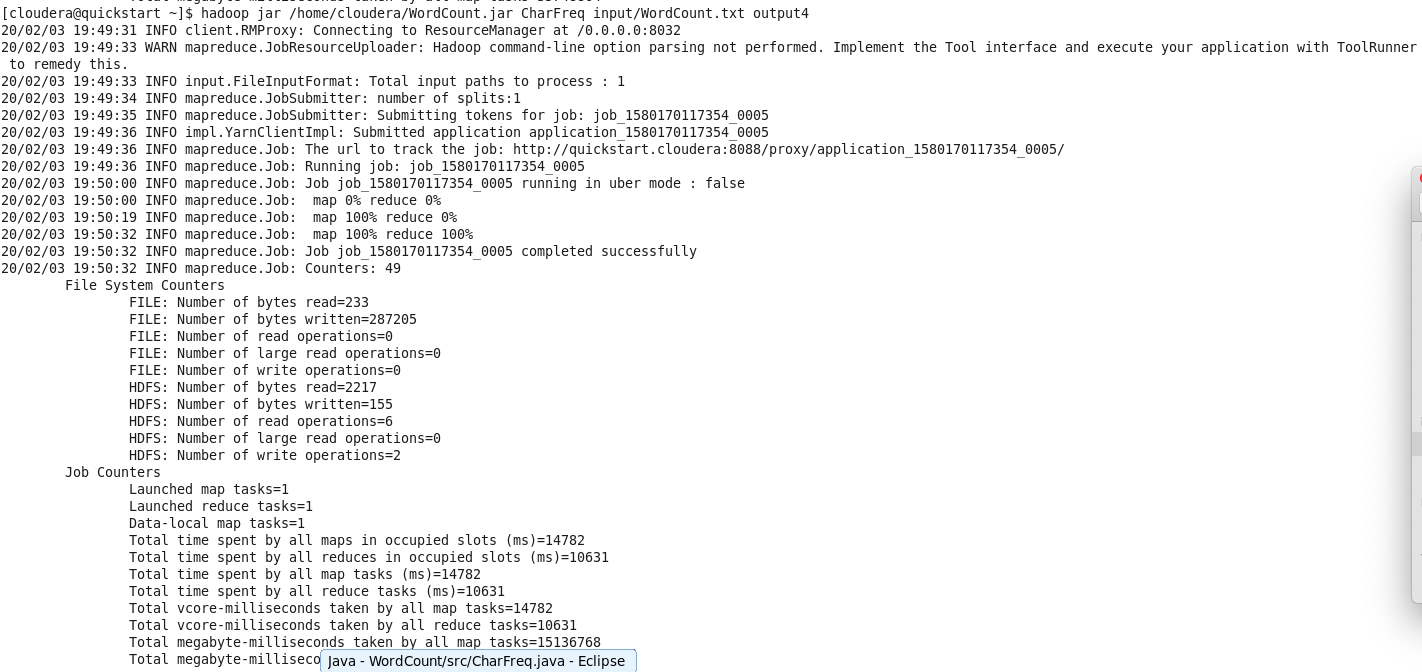 [cloudera@quickstart ~]$ hadoop jar /home/cloudera/WordCount.jar CharFreq input/WordCount.txt output4
20/02/03 19:49:31 INFO client.RMProxy: Connecting to ResourceManager at /0.0.0.0:8032
20/02/03 19:49:33 WARN mapreduce.JobResourceUploader: Hadoop command-line option parsing not performed. Implement the Tool interface and execute your application with ToolRunner
 to remedy this.
20/02/03 19:49:33 INFO input.FileInputFormat: Total input paths to process : 1
20/02/03 19:49:34 INFO mapreduce.JobSubmitter: number of splits:1
20/02/03 19:49:35 INFO mapreduce.JobSubmitter: Submitting tokens for job: job_1580170117354_0005
20/02/03 19:49:36 INFO impl.YarnClientImpl: Submitted application application_1580170117354_0005
20/02/03 19:49:36 INFO mapreduce.Job: The url to track the job: http://quickstart.cloudera:8088/proxy/application_1580170117354_0005/
20/02/03 19:49:36 INFO mapreduce.Job: Running job: job_1580170117354_0005
20/02/03 19:50:00 INFO mapreduce.Job: Job job_1580170117354_0005 running in uber mode : false
20/02/03 19:50:00 INFO mapreduce.Job:  map 0% reduce 0%
20/02/03 19:50:19 INFO mapreduce.Job:  map 100% reduce 0%
20/02/03 19:50:32 INFO mapreduce.Job:  map 100% reduce 100%
20/02/03 19:50:32 INFO mapreduce.Job: Job job_1580170117354_0005 completed successfully
20/02/03 19:50:32 INFO mapreduce.Job: Counters: 49
File System Counters
FILE: Number of bytes read=233
FILE: Number of bytes written=287205
FILE: Number of read operations=0
FILE: Number of large read operations=0
FILE: Number of write operations=0
HDFS: Number of bytes read=2217
HDFS: Number of bytes written=155
HDFS: Number of read operations=6
HDFS: Number of large read operations=0
HDFS: Number of write operations=2
Job Counters
Launched map tasks=1
Launched reduce tasks=1
Data-local map tasks=1
Total time spent by all maps in occupied slots (ms)=14782
Total time spent by all reduces in occupied slots (ms)=10631
Total time spent by all map tasks (ms)=14782
Total time spent by all reduce tasks (ms)=10631
Total vcore-milliseconds taken by all map tasks=14782
Total vcore-milliseconds taken by all reduce tasks=10631
Total megabyte-milliseconds taken by all map tasks=15136768
Total megabyte-milliseco
Java - WordCount/src/CharFreq.java - Eclipse